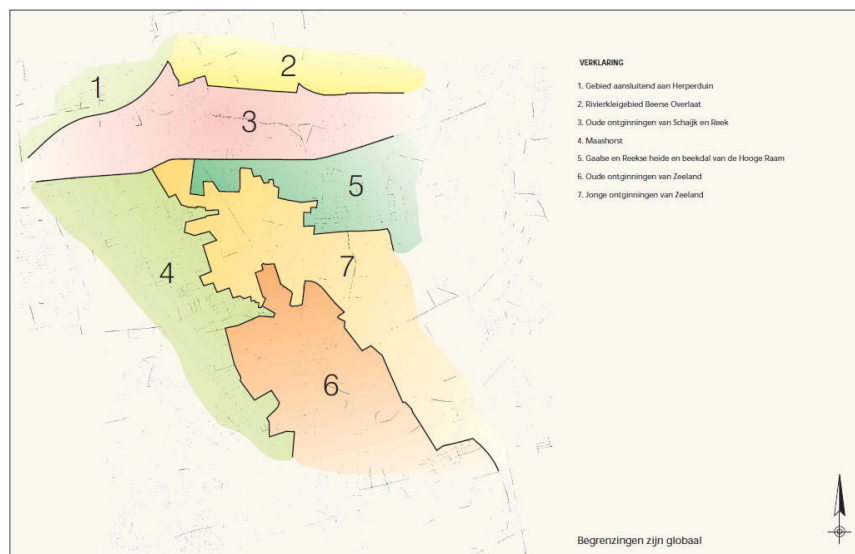 1
2
3
4
5
6
7
VERKLARING
1. Gebied aansluitend aan Herperduin
2. Rivierkleigebied Beerse Overlaat
3. Oude ontginningen van Schaijk en Reek
4. Maashorst
5. Gaalse en Reekse heide en beekdal van de Hooge Raam
6. Oude ontginningen van Zeeland
7. Jonge ontginningen van Zeeland
Begrenzingen zijn globaal